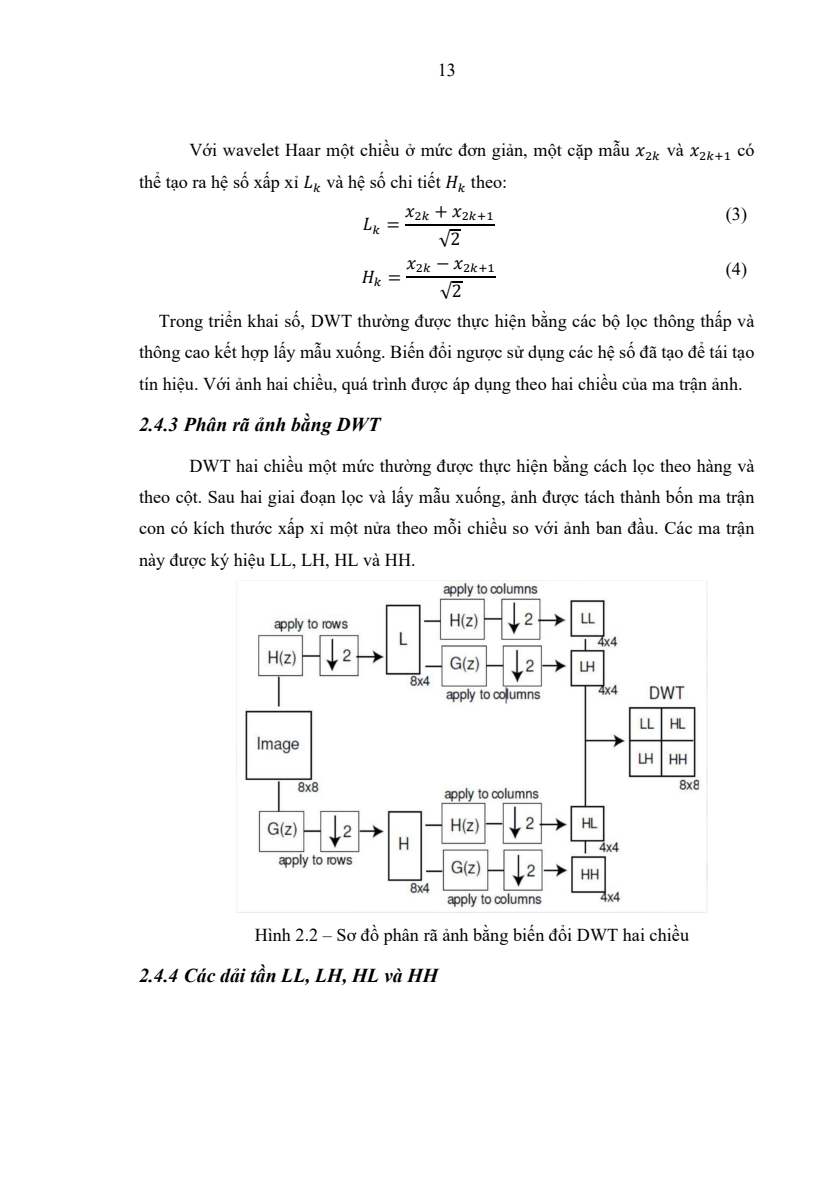 13
Với wavelet Haar một chiều ở mức đơn giản, một cặp mẫu x₂ₖ và x₂ₖ₊₁ có
thể tạo ra hệ số xấp xỉ Lₖ và hệ số chi tiết Hₖ theo:
Lₖ = (x₂ₖ + x₂ₖ₊₁) / √2 (3)
Hₖ = (x₂ₖ − x₂ₖ₊₁) / √2 (4)
Trong triển khai số, DWT thường được thực hiện bằng các bộ lọc thông thấp và
thông cao kết hợp lấy mẫu xuống. Biến đổi ngược sử dụng các hệ số đã tạo để tái tạo
tín hiệu. Với ảnh hai chiều, quá trình được áp dụng theo hai chiều của ma trận ảnh.
2.4.3 Phân rã ảnh bằng DWT
DWT hai chiều một mức thường được thực hiện bằng cách lọc theo hàng và
theo cột. Sau hai giai đoạn lọc và lấy mẫu xuống, ảnh được tách thành bốn ma trận
con có kích thước xấp xỉ một nửa theo mỗi chiều so với ảnh ban đầu. Các ma trận
này được ký hiệu LL, LH, HL và HH.
apply to columns
H(z) ↓2 LL
4x4
apply to rows
H(z) ↓2 L
8x4
G(z) ↓2 LH
4x4
apply to columns
DWT
LL HL
LH HH
8x8
Image
8x8
apply to columns
H(z) ↓2 HL
4x4
G(z) ↓2 H
8x4
apply to rows
G(z) ↓2 HH
4x4
apply to columns
Hình 2.2 – Sơ đồ phân rã ảnh bằng biến đổi DWT hai chiều
2.4.4 Các dải tần LL, LH, HL và HH